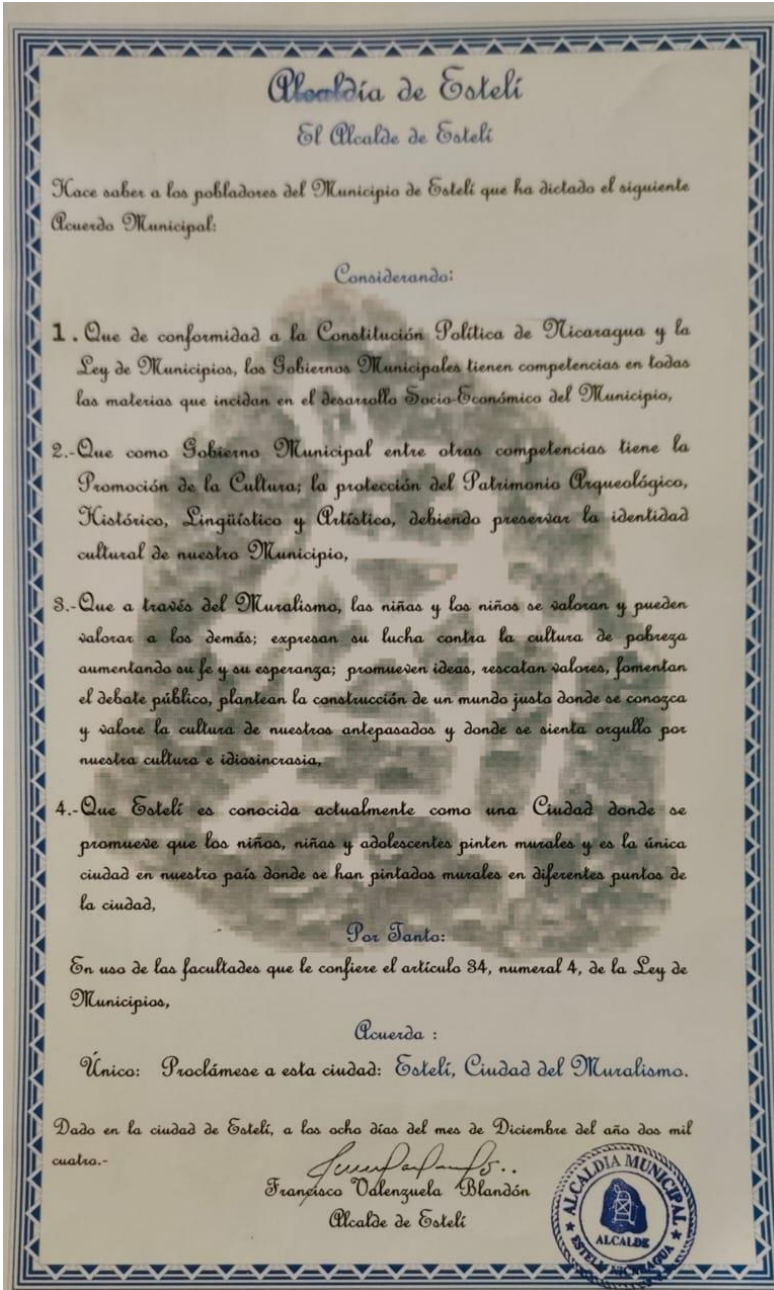 Alcaldía de Estelí
El Alcalde de Estelí
Hace saber a los pobladores del Municipio de Estelí que ha dictado el siguiente
Acuerdo Municipal:
Considerando:
1. Que de conformidad a la Constitución Política de Nicaragua y la
Ley de Municipios, los Gobiernos Municipales tienen competencias en todas
las materias que incidan en el desarrollo Socio-Económico del Municipio,
2.-Que como Gobierno Municipal entre otras competencias tiene la
Promoción de la Cultura; la protección del Patrimonio Arqueológico,
Histórico, Lingüístico y Artístico, debiendo preservar la identidad
cultural de nuestro Municipio,
3.-Que a través del Muralismo, las niñas y los niños se valoran y pueden
valorar a los demás; expresan su lucha contra la cultura de pobreza
aumentando su fe y su esperanza; promueven ideas, rescatan valores, fomentan
el debate público, plantean la construcción de un mundo justo donde se conozca
y valore la cultura de nuestros antepasados y donde se sienta orgullo por
nuestra cultura e idiosincrasia,
4.-Que Estelí es conocida actualmente como una Ciudad donde se
promueve que los niños, niñas y adolescentes pinten murales y es la única
ciudad en nuestro país donde se han pintados murales en diferentes puntos de
la ciudad,
Por Tanto:
En uso de las facultades que le confiere el artículo 34, numeral 4, de la Ley de
Municipios,
Acuerda :
Único: Proclámese a esta ciudad: Estelí, Ciudad del Muralismo.
Dado en la ciudad de Estelí, a los ocho días del mes de Diciembre del año dos mil
cuatro.-
Francisco Valenzuela Blandón
Alcalde de Estelí
ALCALDIA MUNICIPAL
ALCALDE
ESTELI NICARAGUA